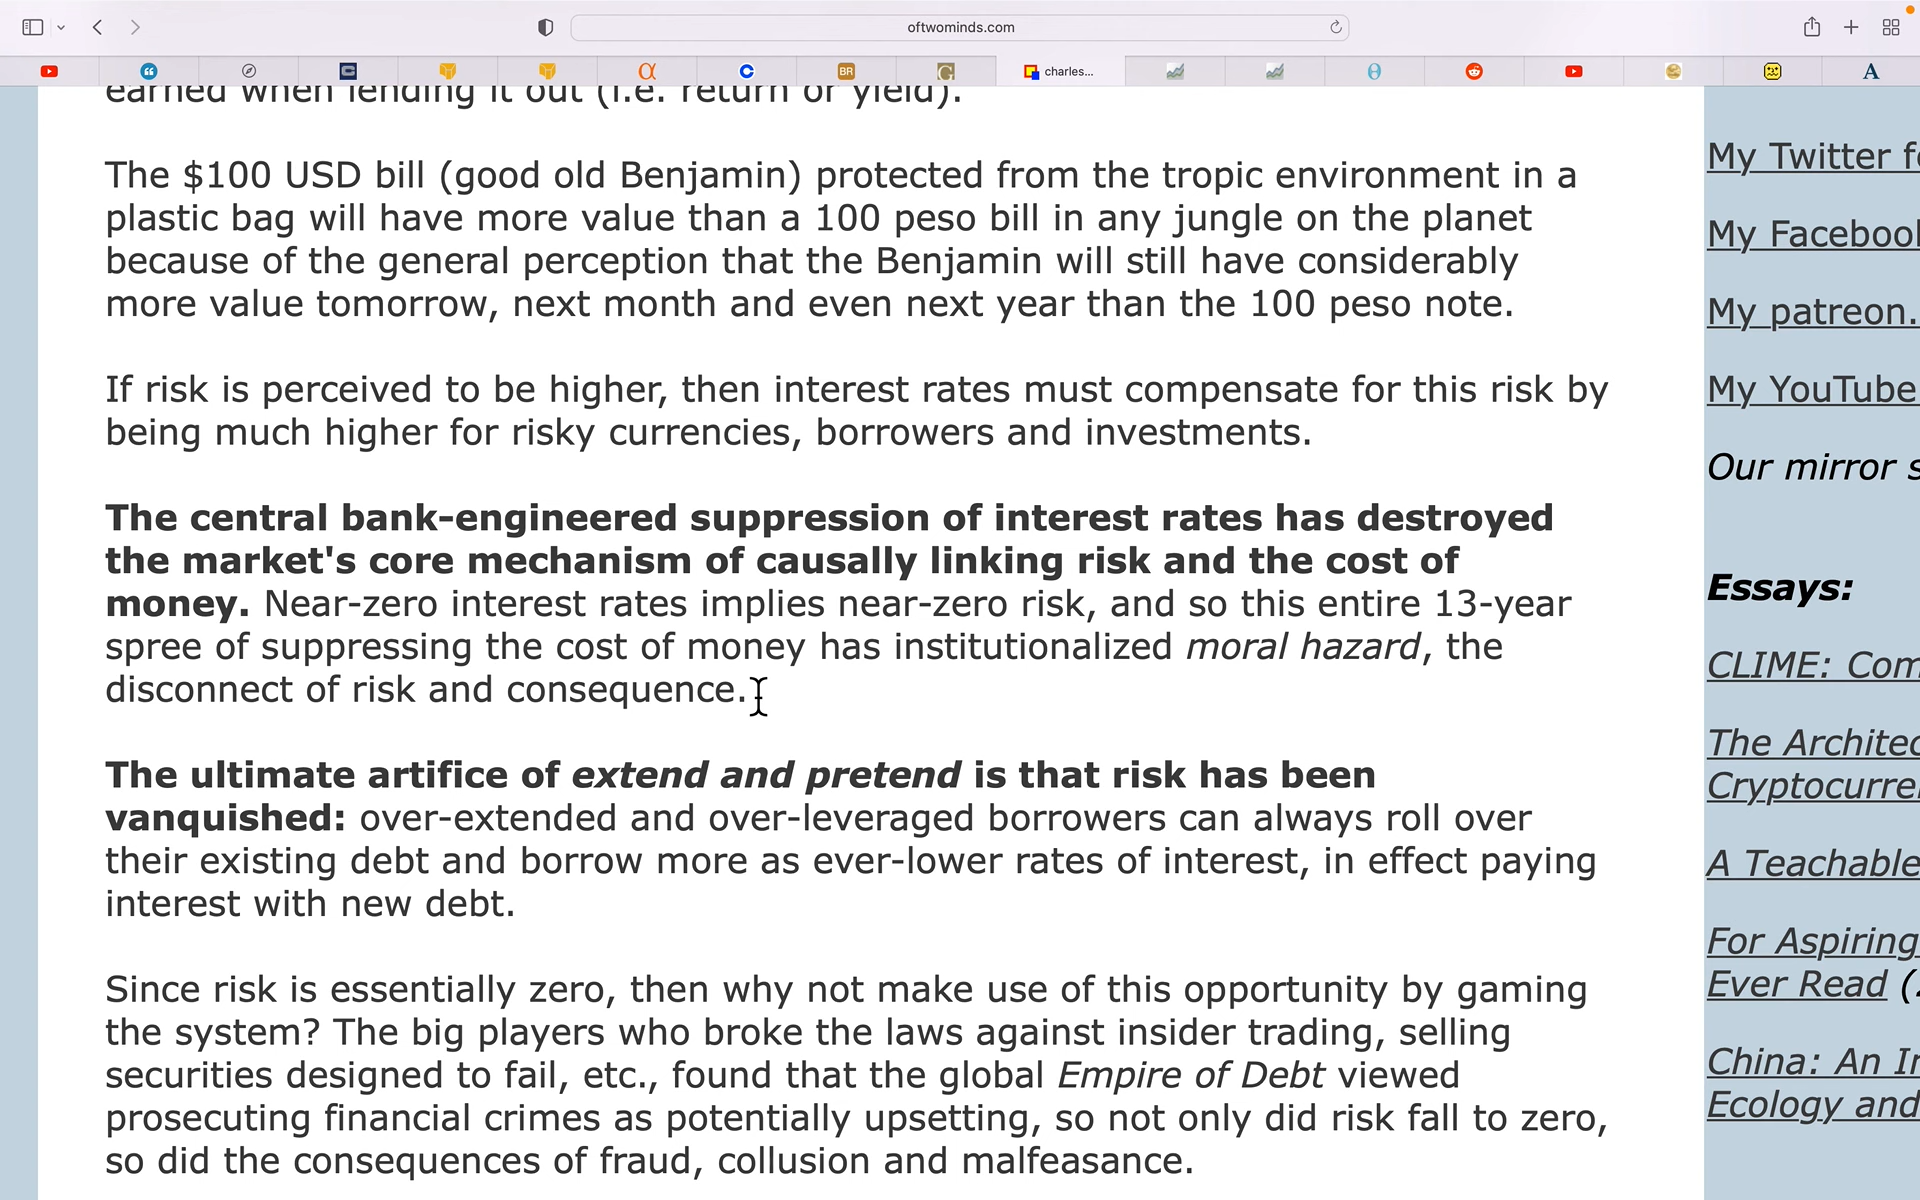 oftwominds.com
BR
G
charles...
A
earned when lending it out (i.e. return or yield).
The $100 USD bill (good old Benjamin) protected from the tropic environment in a
plastic bag will have more value than a 100 peso bill in any jungle on the planet
because of the general perception that the Benjamin will still have considerably
more value tomorrow, next month and even next year than the 100 peso note.
If risk is perceived to be higher, then interest rates must compensate for this risk by
being much higher for risky currencies, borrowers and investments.
The central bank-engineered suppression of interest rates has destroyed
the market's core mechanism of causally linking risk and the cost of
money. Near-zero interest rates implies near-zero risk, and so this entire 13-year
spree of suppressing the cost of money has institutionalized moral hazard, the
disconnect of risk and consequence.
The ultimate artifice of extend and pretend is that risk has been
vanquished: over-extended and over-leveraged borrowers can always roll over
their existing debt and borrow more as ever-lower rates of interest, in effect paying
interest with new debt.
Since risk is essentially zero, then why not make use of this opportunity by gaming
the system? The big players who broke the laws against insider trading, selling
securities designed to fail, etc., found that the global Empire of Debt viewed
prosecuting financial crimes as potentially upsetting, so not only did risk fall to zero,
so did the consequences of fraud, collusion and malfeasance.
My Twitter
My Facebook
My patreon.
My YouTube
Our mirror
Essays:
CLIME:
The
A Teachable
For Aspiring
Ever Read
China: An
Ecology and